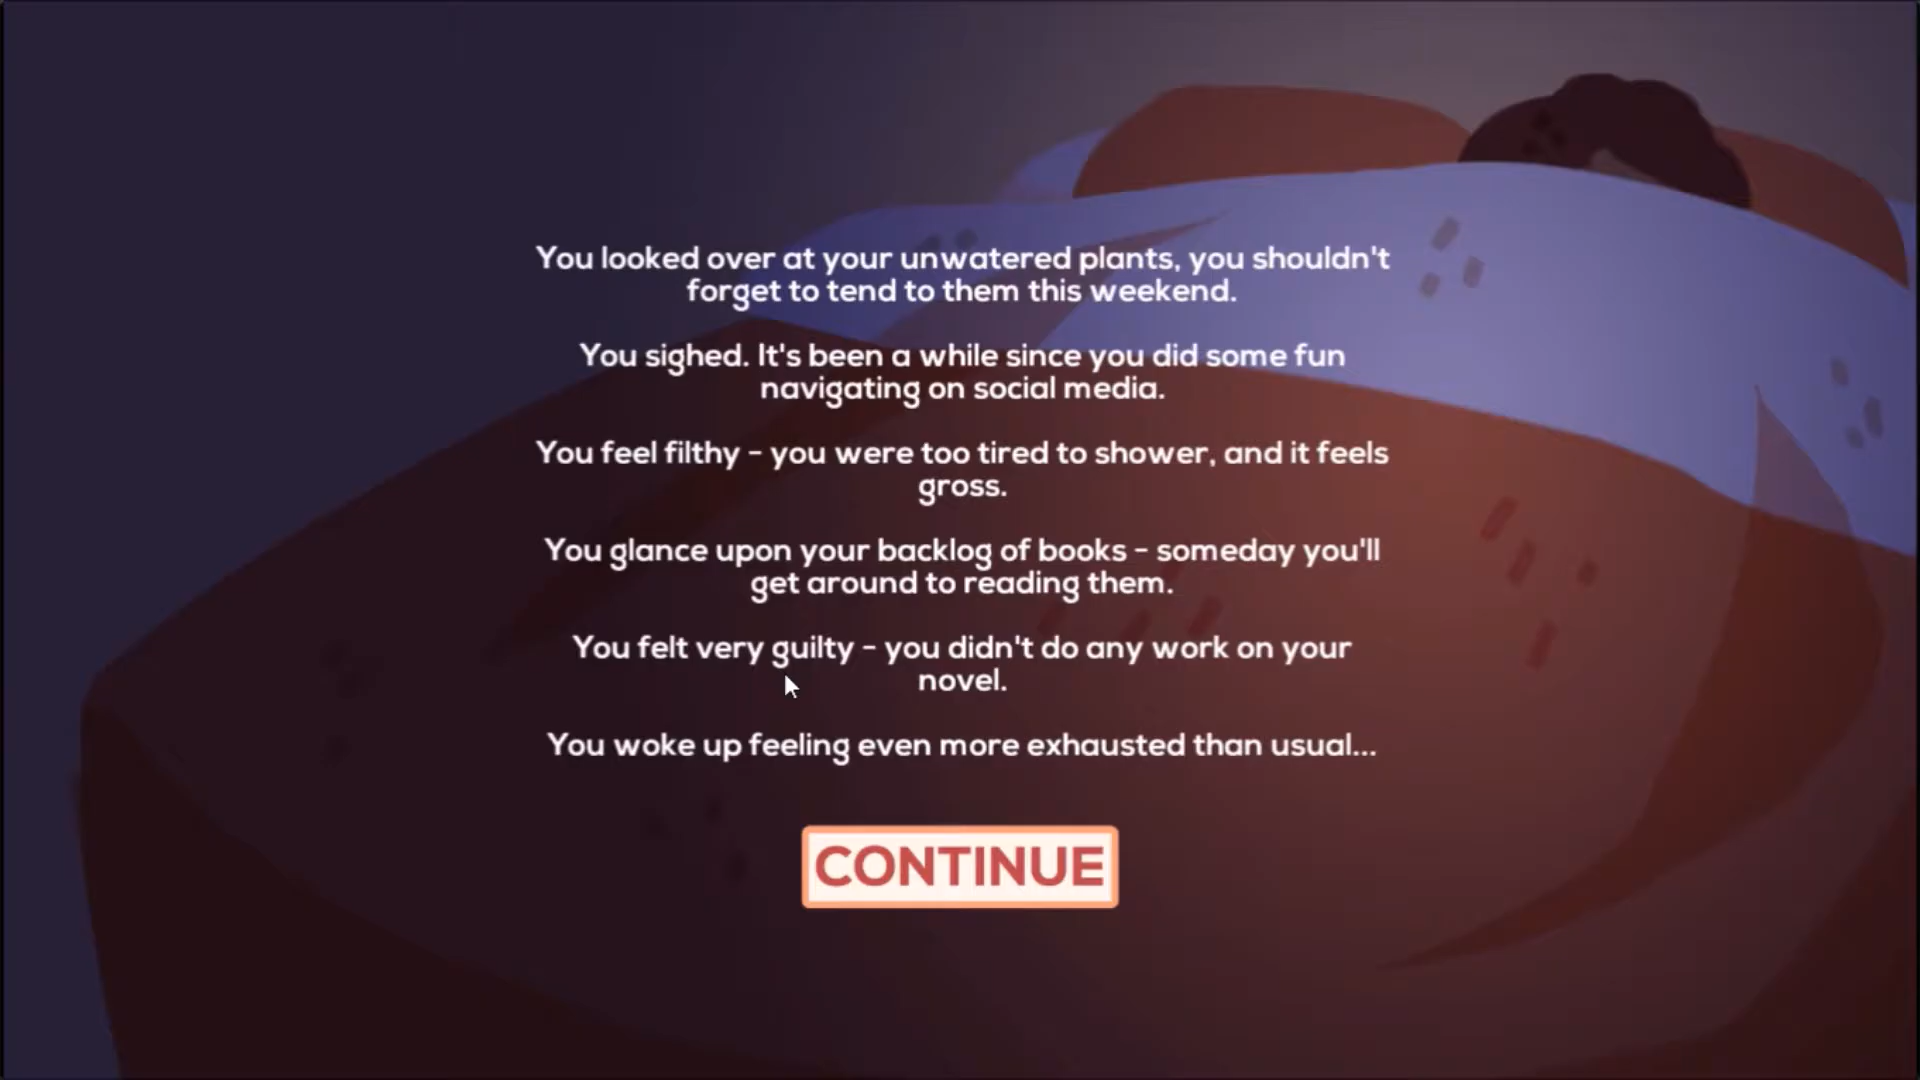 You looked over at your unwatered plants, you shouldn't
forget to tend to them this weekend.
You sighed. It's been a while since you did some fun
navigating on social media.
You feel filthy - you were too tired to shower, and it feels
gross.
You glance upon your backlog of books - someday you'll
get around to reading them.
You felt very guilty - you didn't do any work on your
novel.
You woke up feeling even more exhausted than usual...
CONTINUE